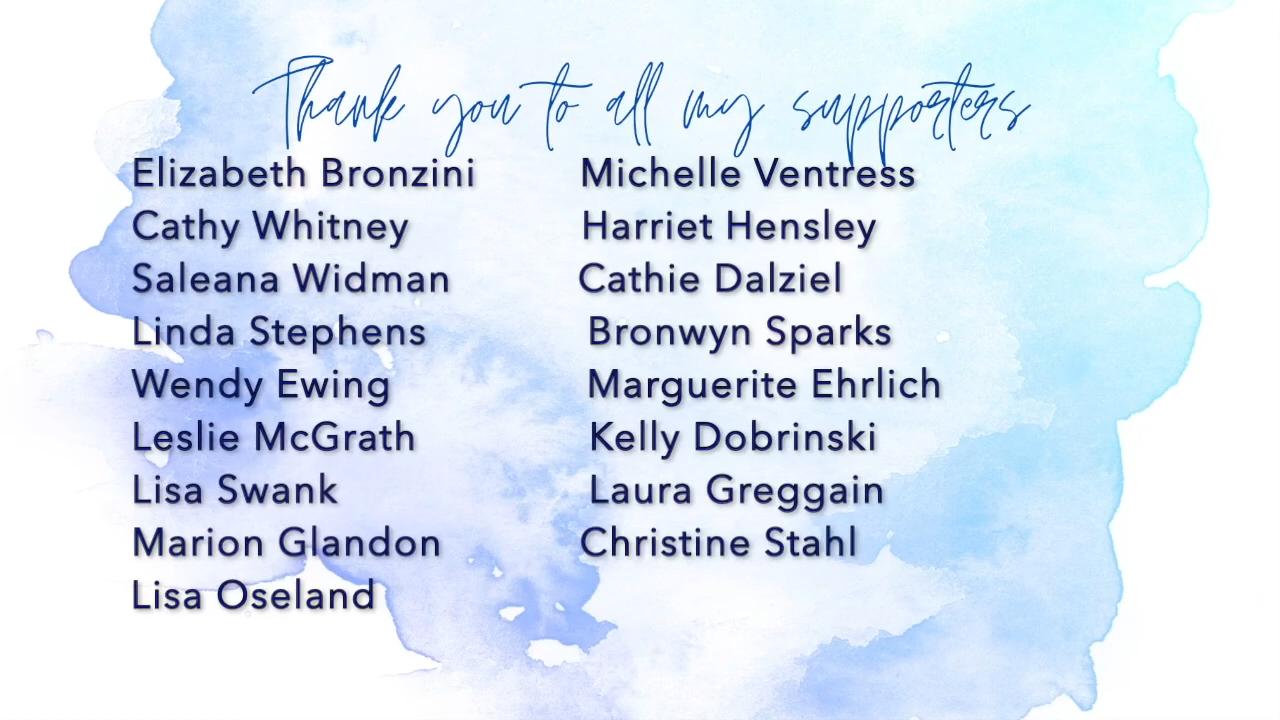 Thank you to all my supporters
Elizabeth Bronzini
Cathy Whitney
Saleana Widman
Linda Stephens
Wendy Ewing
Leslie McGrath
Lisa Swank
Marion Glandon
Lisa Oseland
Michelle Ventress
Harriet Hensley
Cathie Dalziel
Bronwyn Sparks
Marguerite Ehrlich
Kelly Dobrinski
Laura Greggain
Christine Stahl